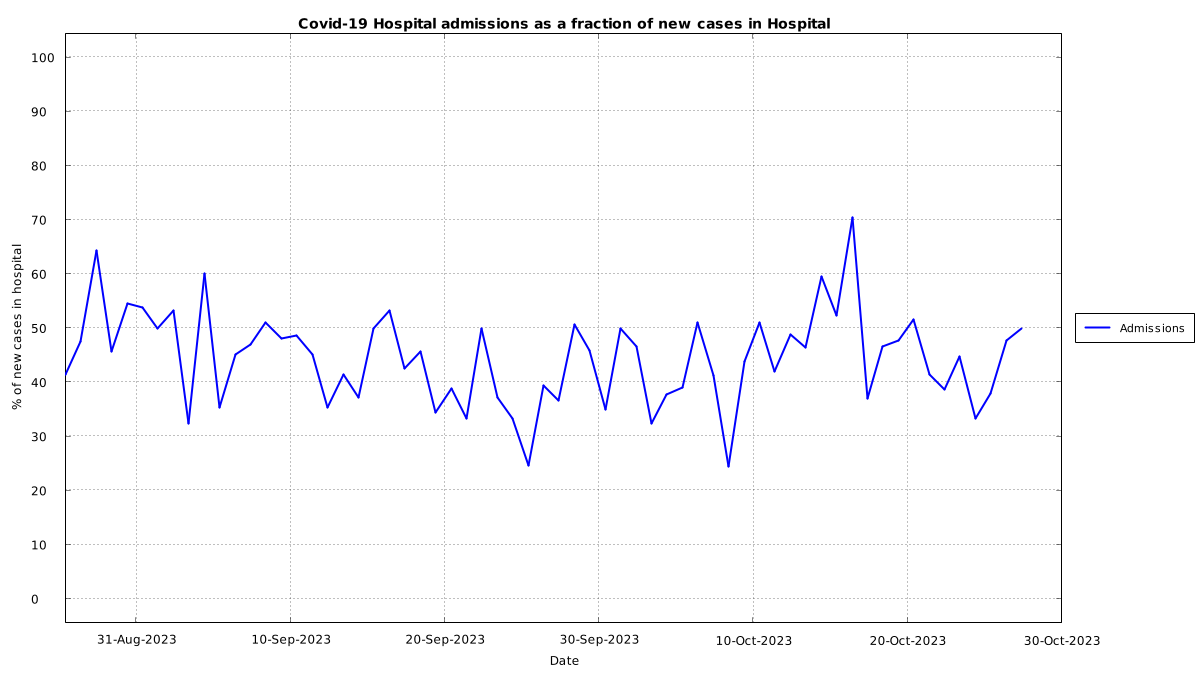 Covid-19 Hospital admissions as a fraction of new cases in Hospital
100
90
80
70
60
50
40
30
20
10
0
% of new cases in hospital
31-Aug-2023 10-Sep-2023 20-Sep-2023 30-Sep-2023 10-Oct-2023 20-Oct-2023 30-Oct-2023
Date
Admissions